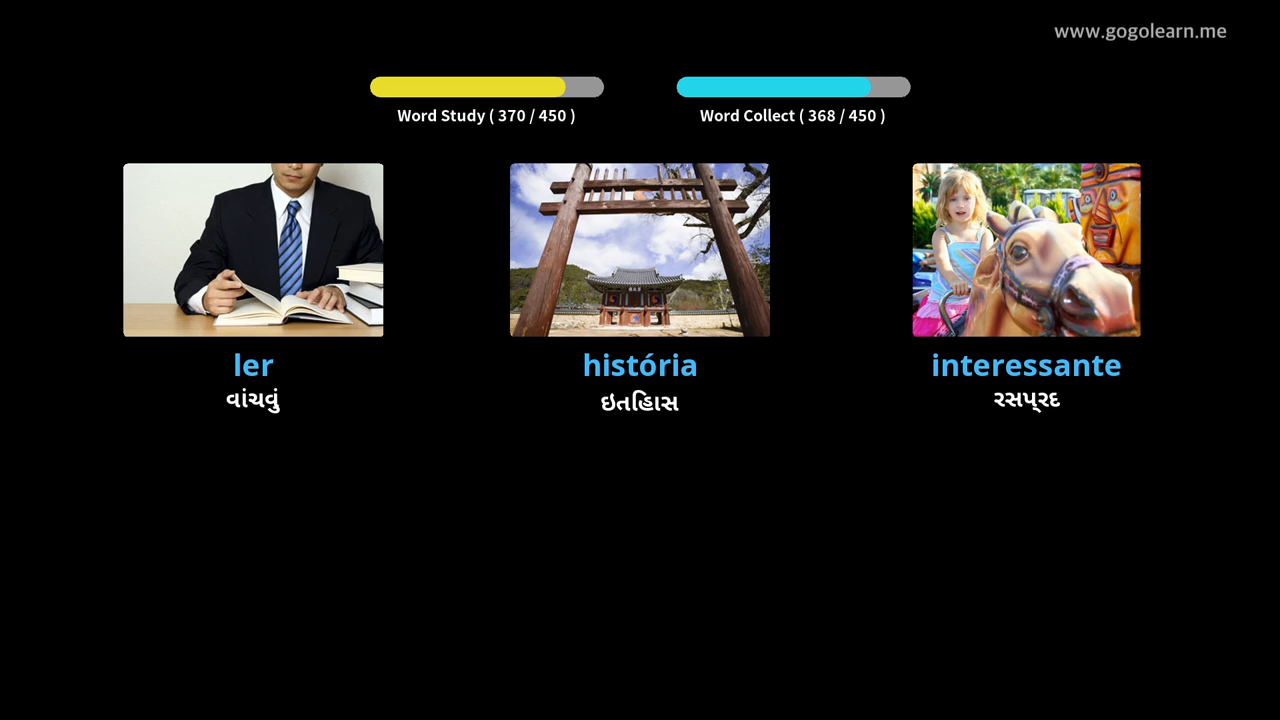 www.gogolearn.me
Word Study ( 370 / 450 )
Word Collect ( 368 / 450 )
ler
história
interessante
વાંચવું
ઇતિહાસ
રસપ્રદ